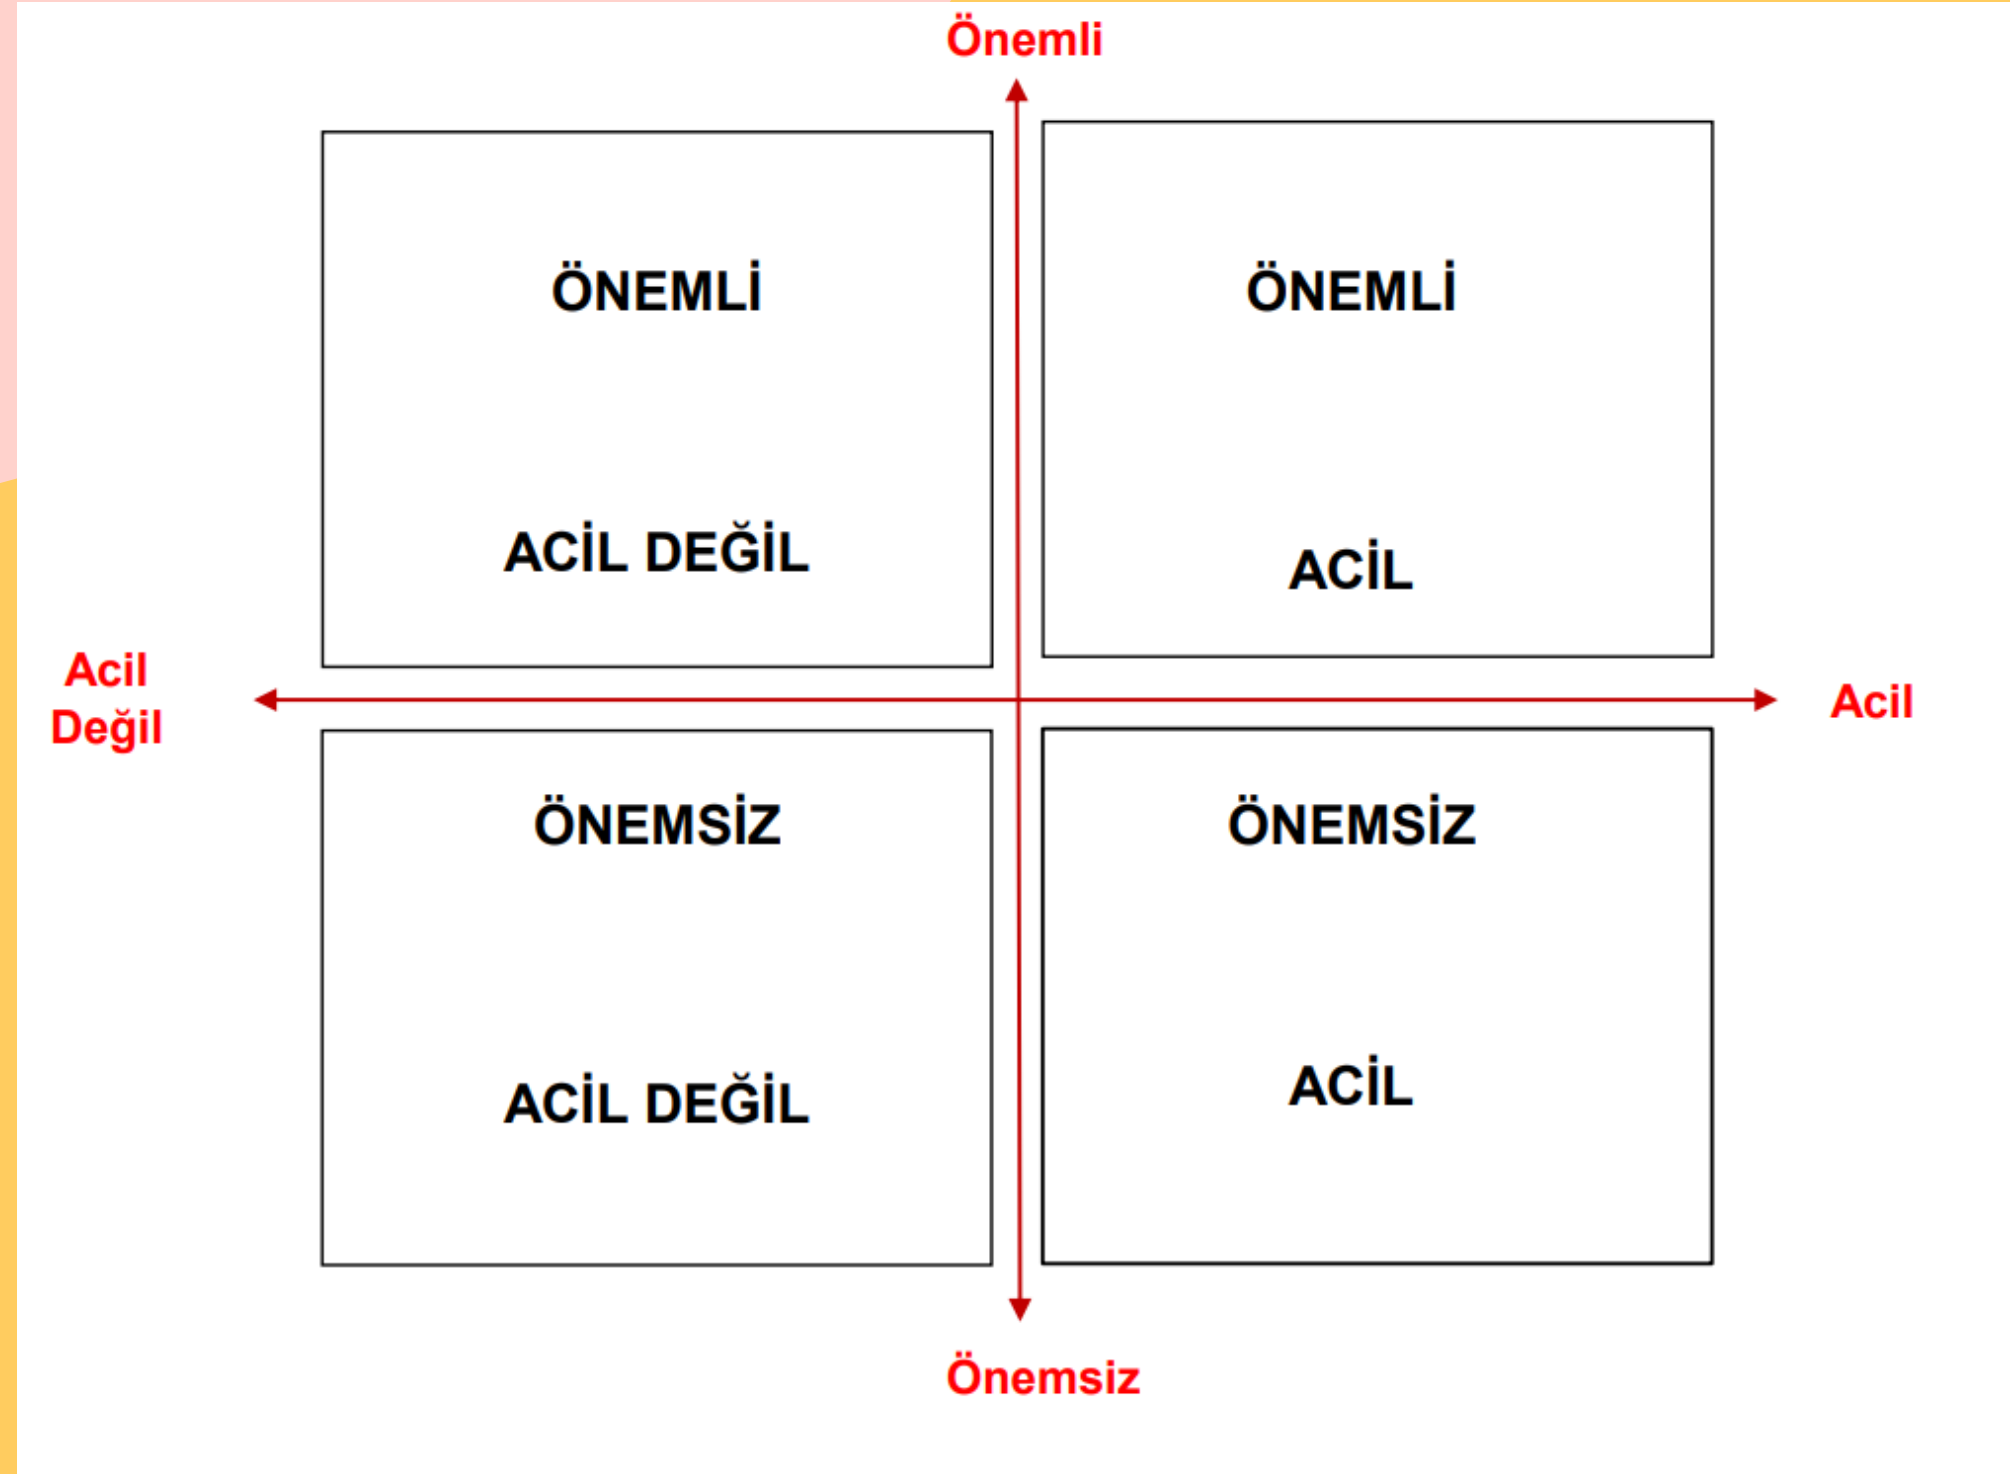 Önemli
ÖNEMLİ
ACİL DEĞİL
ÖNEMLİ
ACİL
Acil
Değil
Acil
ÖNEMSİZ
ACİL DEĞİL
ÖNEMSİZ
ACİL
Önemsiz